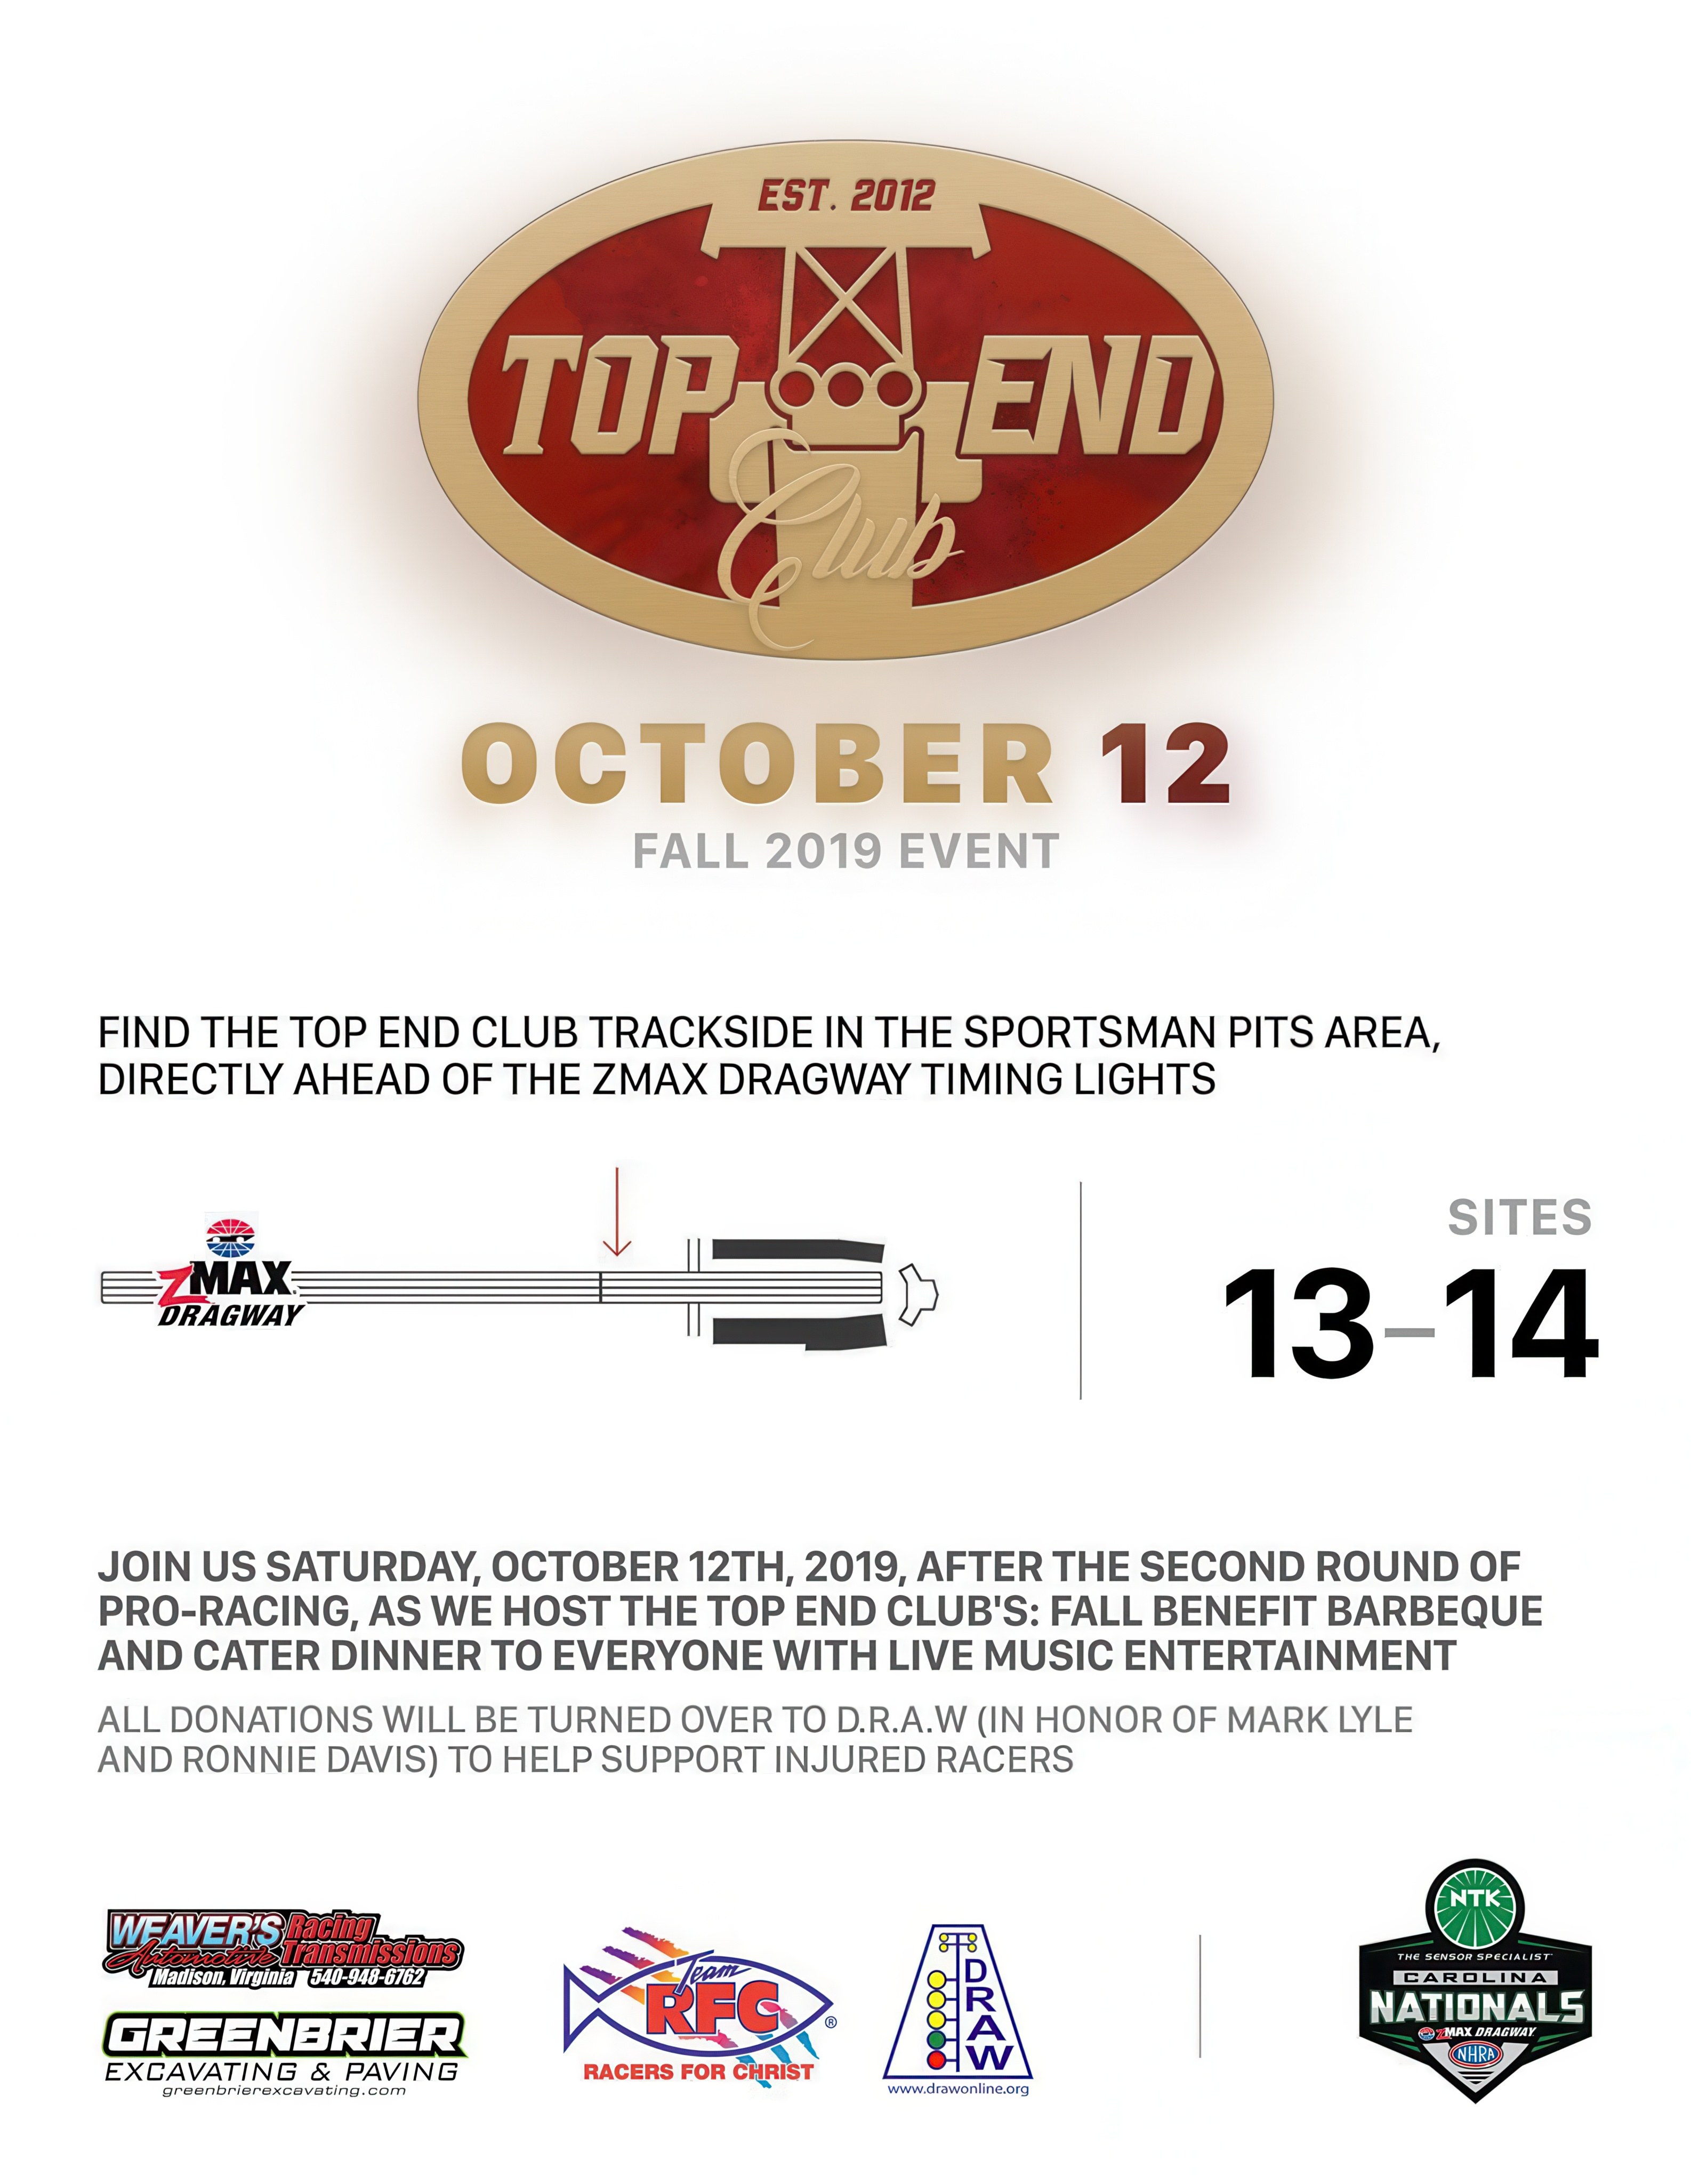 EST. 2012
TOP END
Club
OCTOBER 12
FALL 2019 EVENT
FIND THE TOP END CLUB TRACKSIDE IN THE SPORTSMAN PITS AREA,
DIRECTLY AHEAD OF THE ZMAX DRAGWAY TIMING LIGHTS
ZMAX
DRAGWAY
SITES
13–14
JOIN US SATURDAY, OCTOBER 12TH, 2019, AFTER THE SECOND ROUND OF
PRO-RACING, AS WE HOST THE TOP END CLUB'S: FALL BENEFIT BARBEQUE
AND CATER DINNER TO EVERYONE WITH LIVE MUSIC ENTERTAINMENT
ALL DONATIONS WILL BE TURNED OVER TO D.R.A.W (IN HONOR OF MARK LYLE
AND RONNIE DAVIS) TO HELP SUPPORT INJURED RACERS
WEAVER'S Racing
Automotive Transmissions
Madison, Virginia 540-948-6762
GREENBRIER
EXCAVATING & PAVING
greenbrierexcavating.com
Team
RFC
®
RACERS FOR CHRIST
DRAW
www.drawonline.org
NTK
THE SENSOR SPECIALIST
CAROLINA
NATIONALS
ZMAX DRAGWAY
NHRA